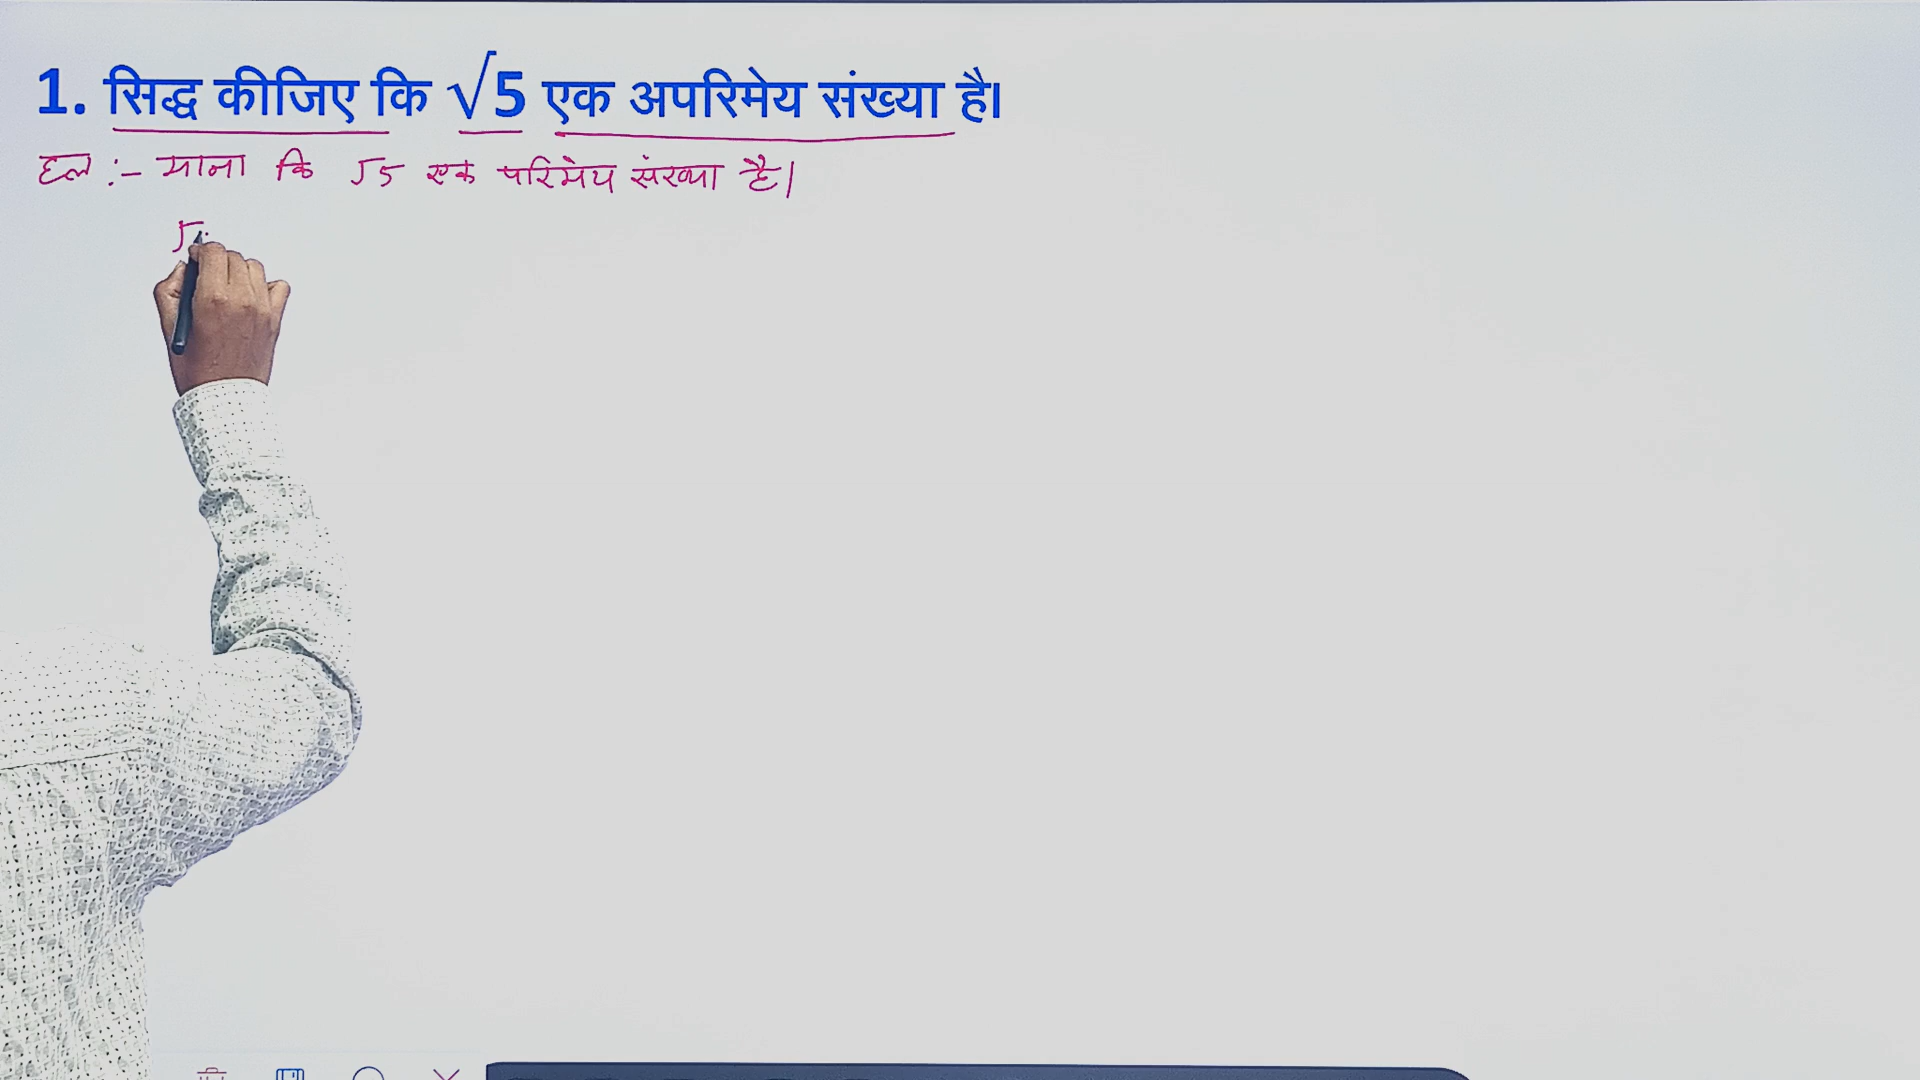 1. सिद्ध कीजिए कि √5 एक अपरिमेय संख्या है।
हल :- माना कि √5 एक परिमेय संख्या है।
√